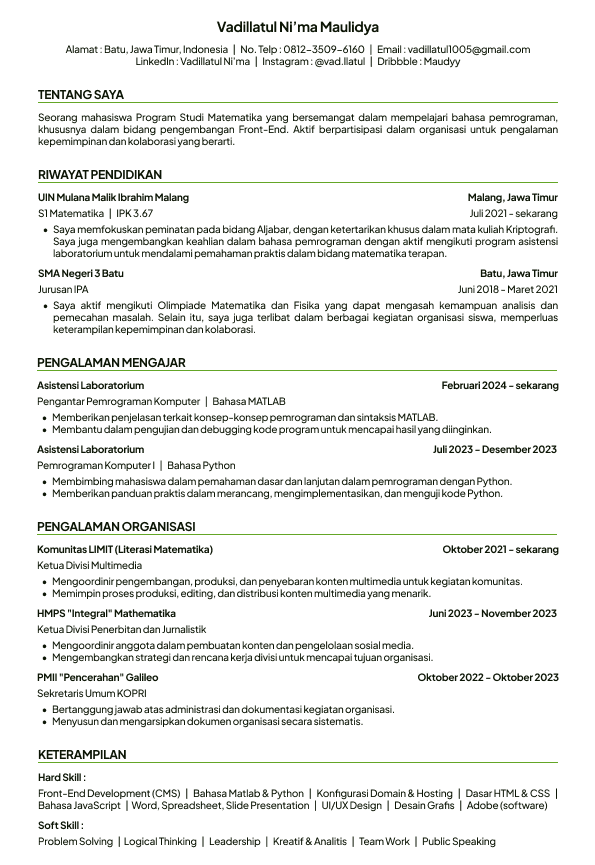 Vadillatul Ni'ma Maulidya
Alamat : Batu, Jawa Timur, Indonesia | No. Telp : 0812-3509-6160 | Email : vadillatul1005@gmail.com
LinkedIn : Vadillatul Ni'ma | Instagram : @vad.llatul | Dribbble : Maudyy
TENTANG SAYA
Seorang mahasiswa Program Studi Matematika yang bersemangat dalam mempelajari bahasa pemrograman,
khususnya dalam bidang pengembangan Front-End. Aktif berpartisipasi dalam organisasi untuk pengalaman
kepemimpinan dan kolaborasi yang berarti.
RIWAYAT PENDIDIKAN
UIN Mulana Malik Ibrahim Malang Malang, Jawa Timur
S1 Matematika | IPK 3.67 Juli 2021 - sekarang
• Saya memfokuskan peminatan pada bidang Aljabar, dengan ketertarikan khusus dalam mata kuliah Kriptografi.
Saya juga mengembangkan keahlian dalam bahasa pemrograman dengan aktif mengikuti program asistensi
laboratorium untuk mendalami pemahaman praktis dalam bidang matematika terapan.
SMA Negeri 3 Batu Batu, Jawa Timur
Jurusan IPA Juni 2018 - Maret 2021
• Saya aktif mengikuti Olimpiade Matematika dan Fisika yang dapat mengasah kemampuan analisis dan
pemecahan masalah. Selain itu, saya juga terlibat dalam berbagai kegiatan organisasi siswa, memperluas
keterampilan kepemimpinan dan kolaborasi.
PENGALAMAN MENGAJAR
Asistensi Laboratorium Februari 2024 - sekarang
Pengantar Pemrograman Komputer | Bahasa MATLAB
• Memberikan penjelasan terkait konsep-konsep pemrograman dan sintaksis MATLAB.
• Membantu dalam pengujian dan debugging kode program untuk mencapai hasil yang diinginkan.
Asistensi Laboratorium Juli 2023 - Desember 2023
Pemrograman Komputer I | Bahasa Python
• Membimbing mahasiswa dalam pemahaman dasar dan lanjutan dalam pemrograman dengan Python.
• Memberikan panduan praktis dalam merancang, mengimplementasikan, dan menguji kode Python.
PENGALAMAN ORGANISASI
Komunitas LIMIT (Literasi Matematika) Oktober 2021 - sekarang
Ketua Divisi Multimedia
• Mengoordinir pengembangan, produksi, dan penyebaran konten multimedia untuk kegiatan komunitas.
• Memimpin proses produksi, editing, dan distribusi konten multimedia yang menarik.
HMPS "Integral" Mathematika Juni 2023 - November 2023
Ketua Divisi Penerbitan dan Jurnalistik
• Mengoordinir anggota dalam pembuatan konten dan pengelolaan sosial media.
• Mengembangkan strategi dan rencana kerja divisi untuk mencapai tujuan organisasi.
PMII "Pencerahan" Galileo Oktober 2022 - Oktober 2023
Sekretaris Umum KOPRI
• Bertanggung jawab atas administrasi dan dokumentasi kegiatan organisasi.
• Menyusun dan mengarsipkan dokumen organisasi secara sistematis.
KETERAMPILAN
Hard Skill :
Front-End Development (CMS) | Bahasa Matlab & Python | Konfigurasi Domain & Hosting | Dasar HTML & CSS |
Bahasa JavaScript | Word, Spreadsheet, Slide Presentation | UI/UX Design | Desain Grafis | Adobe (software)
Soft Skill :
Problem Solving | Logical Thinking | Leadership | Kreatif & Analitis | Team Work | Public Speaking